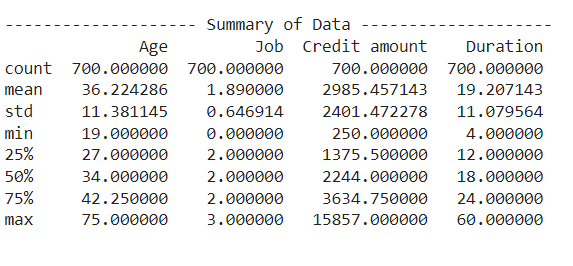 -------------------- Summary of Data --------------------
Age Job Credit amount Duration
count 700.000000 700.000000 700.000000 700.000000
mean 36.224286 1.890000 2985.457143 19.207143
std 11.381145 0.646914 2401.472278 11.079564
min 19.000000 0.000000 250.000000 4.000000
25% 27.000000 2.000000 1375.500000 12.000000
50% 34.000000 2.000000 2244.000000 18.000000
75% 42.250000 2.000000 3634.750000 24.000000
max 75.000000 3.000000 15857.000000 60.000000